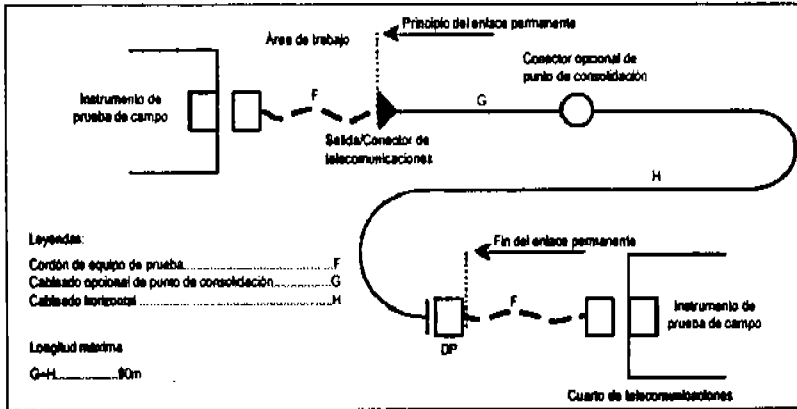 Principio del enlace permanente
Área de trabajo
Conector opcional de
punto de consolidación
Instrumento de
prueba de campo
F
G
Salida/Conector de
telecomunicaciones
H
Leyendas:
Cordón de equipo de prueba..............................F
Cableado opcional de punto de consolidación............G
Cableado horizontal.....................................H
Fin del enlace permanente
F
Instrumento de
prueba de campo
DP
Longitud máxima
G+H...............90m
Cuarto de telecomunicaciones